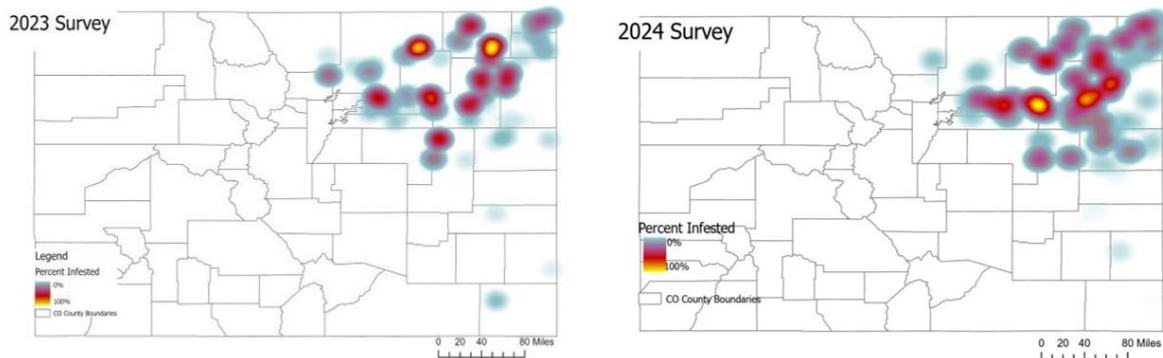 2023 Survey
Legend
Percent Infested
0%
100%
CO County Boundaries
0 20 40 80 Miles
2024 Survey
Percent Infested
0%
100%
CO County Boundaries
0 20 40 80 Miles